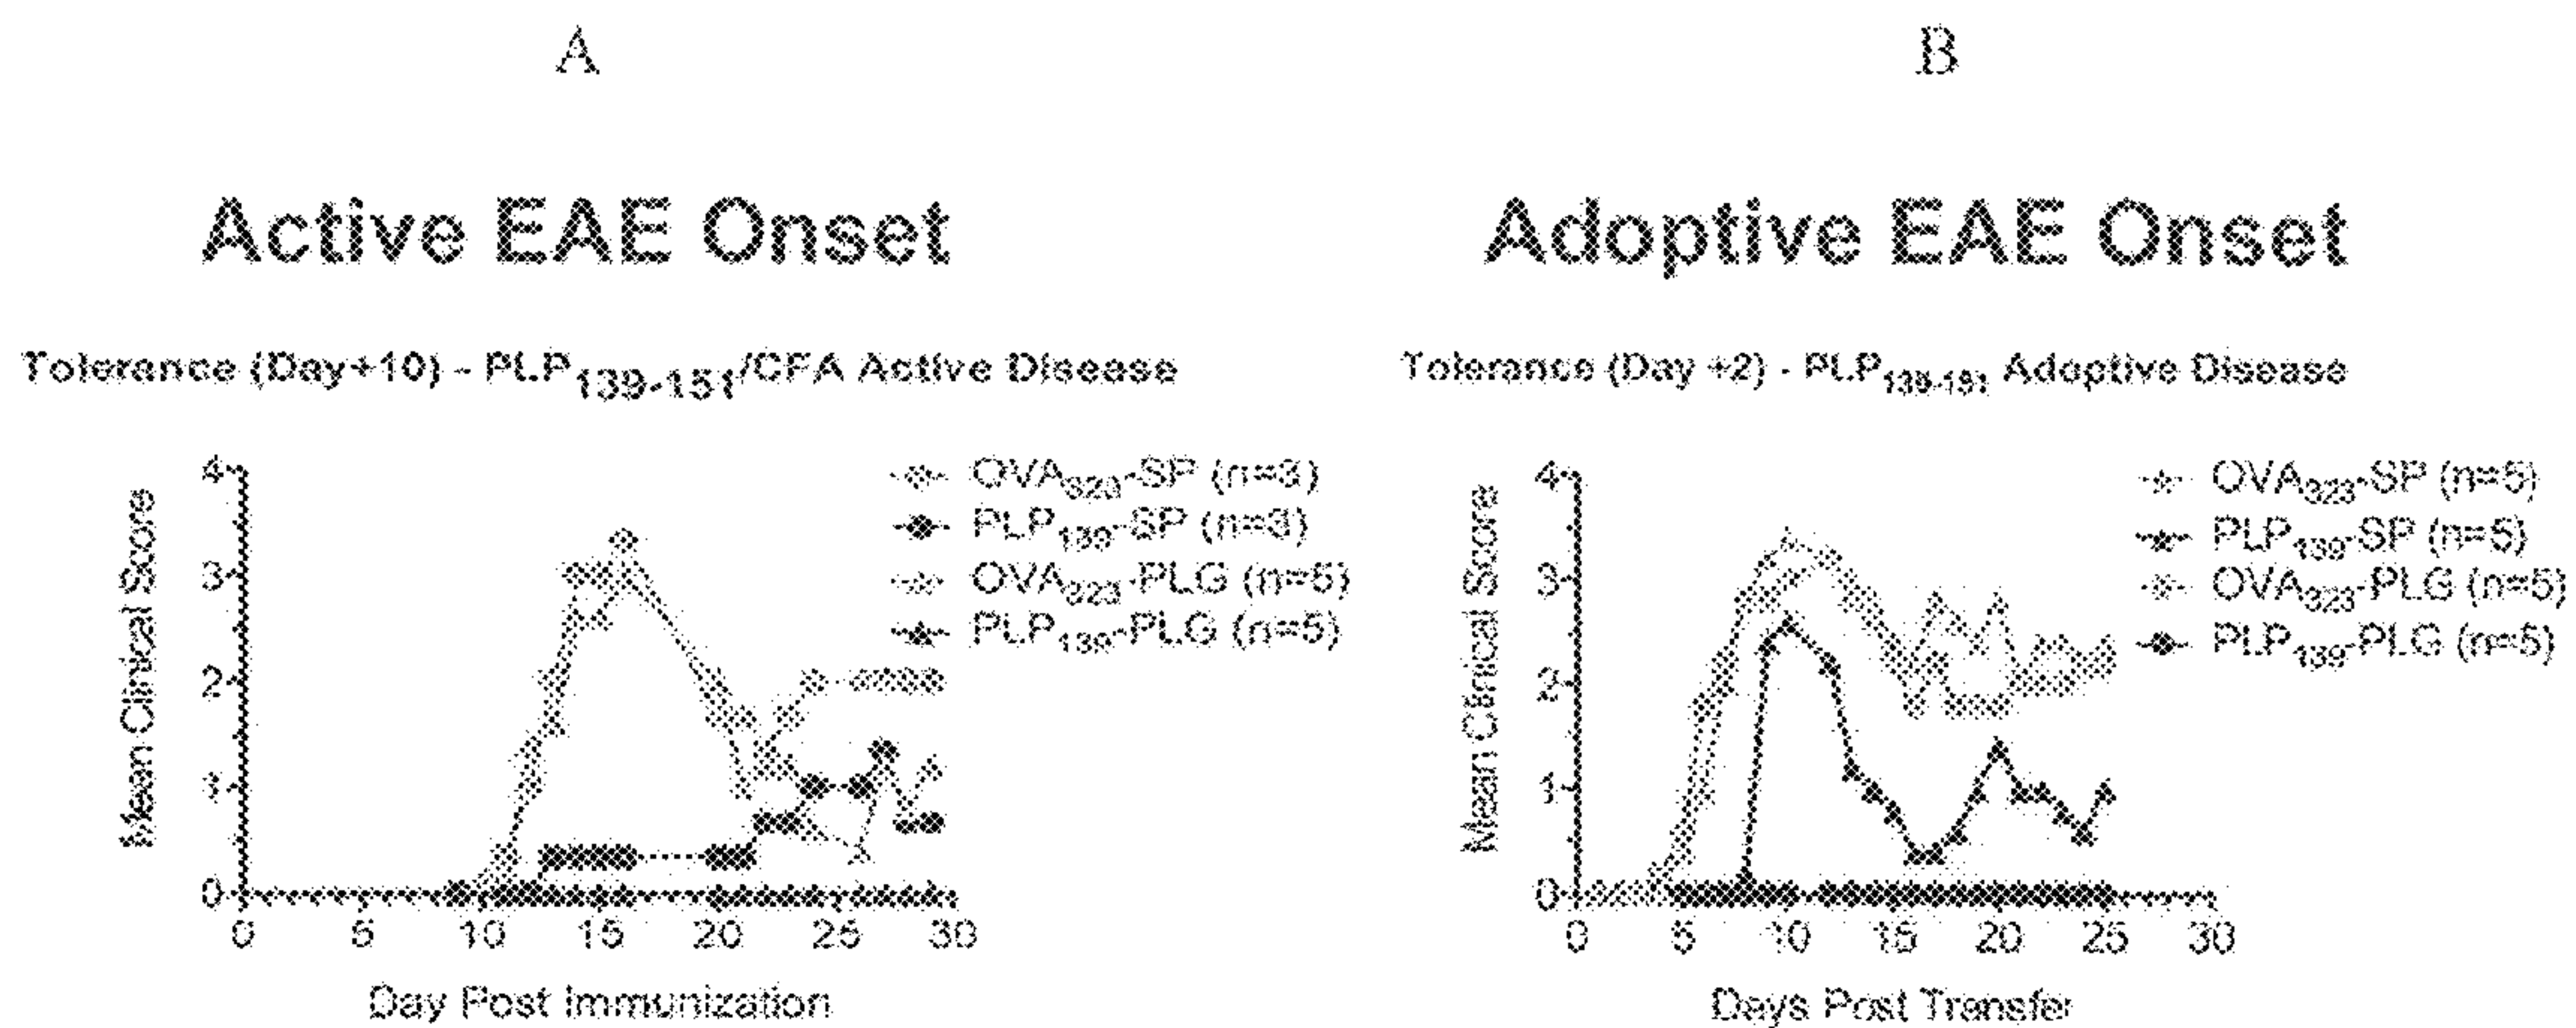 A
Active EAE Onset
Tolerance (Day+10) - PLP139-151/CFA Active Disease
4
3
2
1
0
Mean Clinical Score
OVA323-SP (n=3)
PLP139-SP (n=3)
OVA323-PLG (n=5)
PLP139-PLG (n=5)
0 5 10 15 20 25 30
Day Post Immunization
B
Adoptive EAE Onset
Tolerance (Day +2) - PLP139-151 Adoptive Disease
4
3
2
1
0
Mean Clinical Score
OVA323-SP (n=5)
PLP139-SP (n=5)
OVA323-PLG (n=5)
PLP139-PLG (n=5)
0 5 10 15 20 25 30
Days Post Transfer